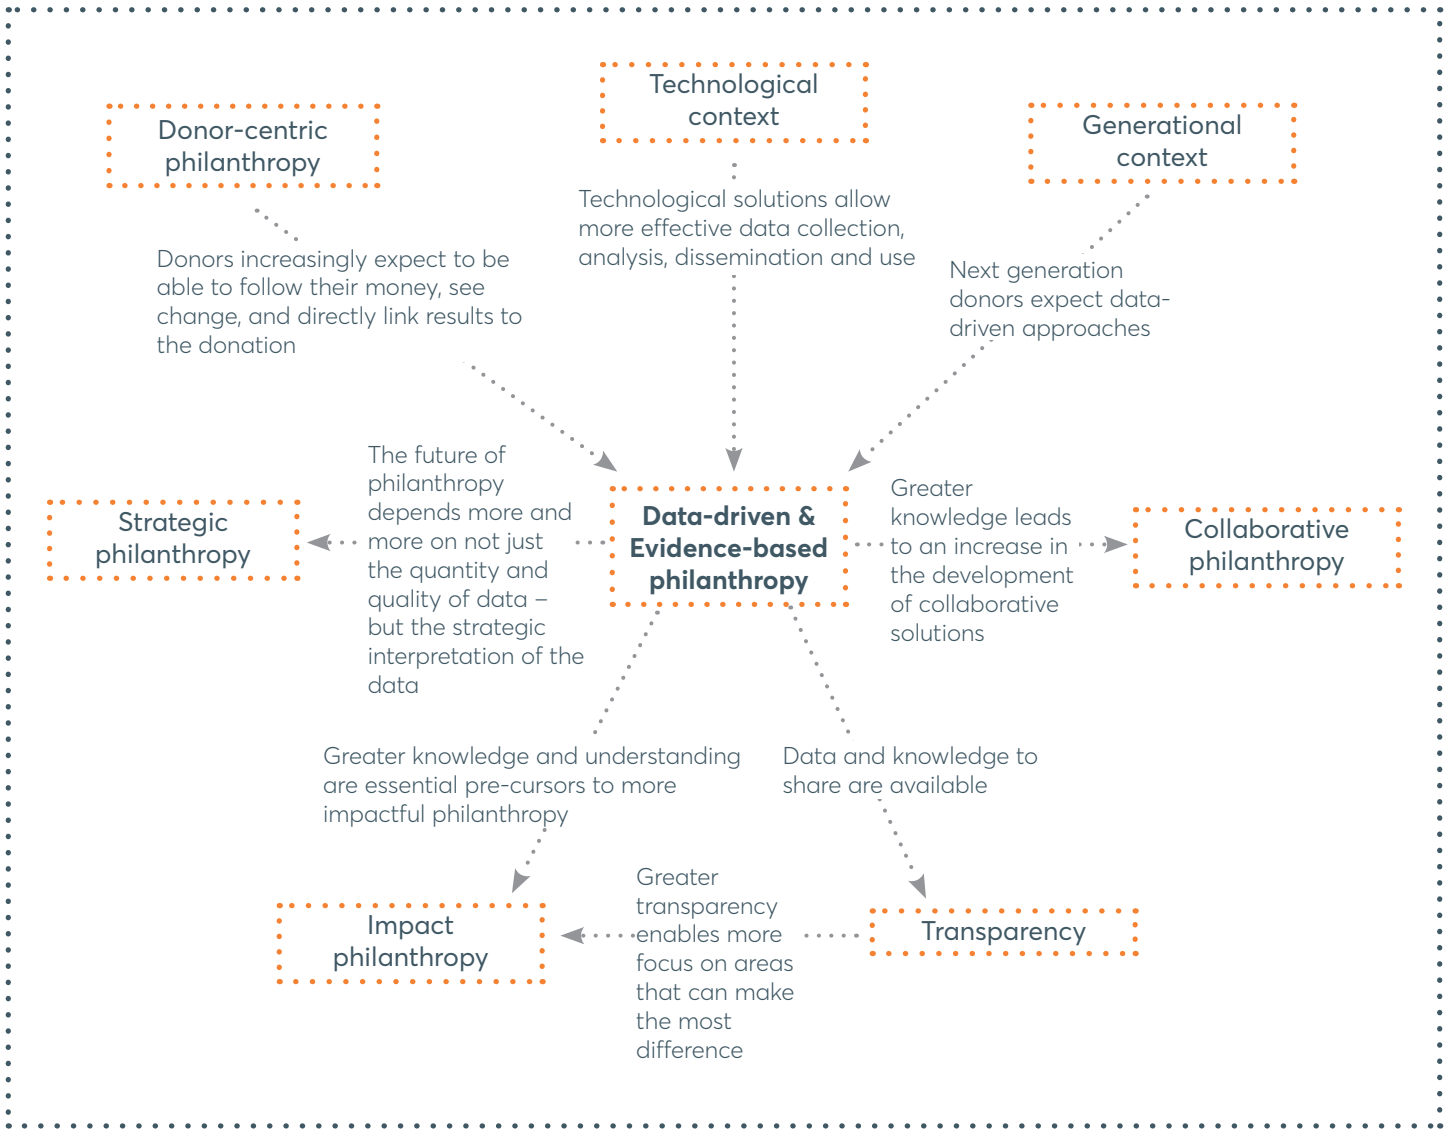 Technological
context
Donor-centric
philanthropy
Generational
context
Technological solutions allow
more effective data collection,
analysis, dissemination and use
Donors increasingly expect to be
able to follow their money, see
change, and directly link results to
the donation
Next generation
donors expect data-
driven approaches
Strategic
philanthropy
The future of
philanthropy
depends more and
more on not just
the quantity and
quality of data –
but the strategic
interpretation of the
data
Data-driven &
Evidence-based
philanthropy
Greater
knowledge leads
to an increase in
the development
of collaborative
solutions
Collaborative
philanthropy
Greater knowledge and understanding
are essential pre-cursors to more
impactful philanthropy
Data and knowledge to
share are available
Impact
philanthropy
Greater
transparency
enables more
focus on areas
that can make
the most
difference
Transparency